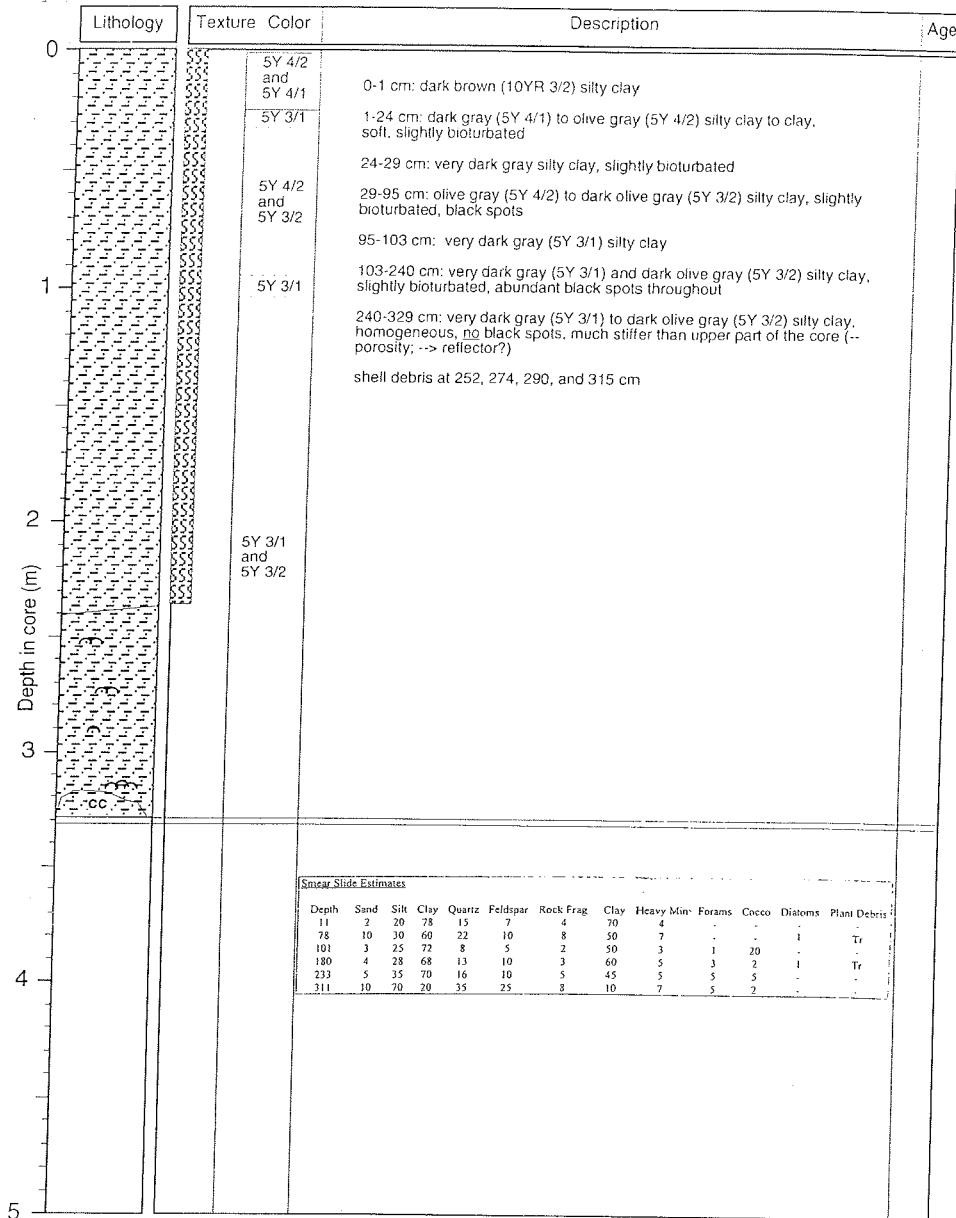 Lithology Texture Color Description Age
0
5Y 4/2
and
5Y 4/1
5Y 3/1
5Y 4/2
and
5Y 3/2
5Y 3/1
5Y 3/1
and
5Y 3/2
0-1 cm: dark brown (10YR 3/2) silty clay
1-24 cm: dark gray (5Y 4/1) to olive gray (5Y 4/2) silty clay to clay,
soft, slightly bioturbated
24-29 cm: very dark gray silty clay, slightly bioturbated
29-95 cm: olive gray (5Y 4/2) to dark olive gray (5Y 3/2) silty clay, slightly
bioturbated, black spots
95-103 cm: very dark gray (5Y 3/1) silty clay
103-240 cm: very dark gray (5Y 3/1) and dark olive gray (5Y 3/2) silty clay,
slightly bioturbated, abundant black spots throughout
240-329 cm: very dark gray (5Y 3/1) to dark olive gray (5Y 3/2) silty clay,
homogeneous, no black spots, much stiffer than upper part of the core (--
porosity; --> reflector?)
shell debris at 252, 274, 290, and 315 cm
1
2
Depth in core (m)
3
cc
4
5
Smear Slide Estimates
Depth Sand Silt Clay Quartz Feldspar Rock Frag Clay Heavy Min Forams Cocco Diatoms Plant Debris
11 2 20 78 15 7 4 70 4 - - - -
78 10 30 60 22 10 8 50 7 - - 1 Tr
101 3 25 72 8 5 2 50 3 1 20 - -
180 4 28 68 13 10 3 60 5 3 2 1 Tr
233 5 35 70 16 10 5 45 5 5 5 - -
311 10 70 20 35 25 8 10 7 5 2 - -